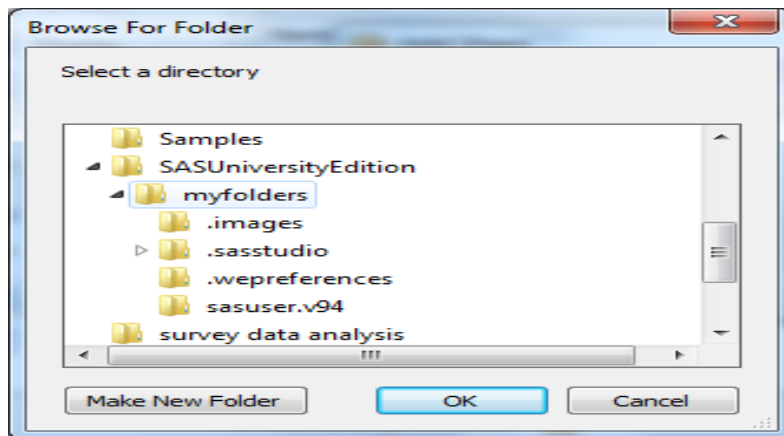 Browse For Folder
Select a directory
Samples
SASUniversityEdition
myfolders
.images
.sasstudio
.wepreferences
sasuser.v94
survey data analysis
Make New Folder
OK
Cancel